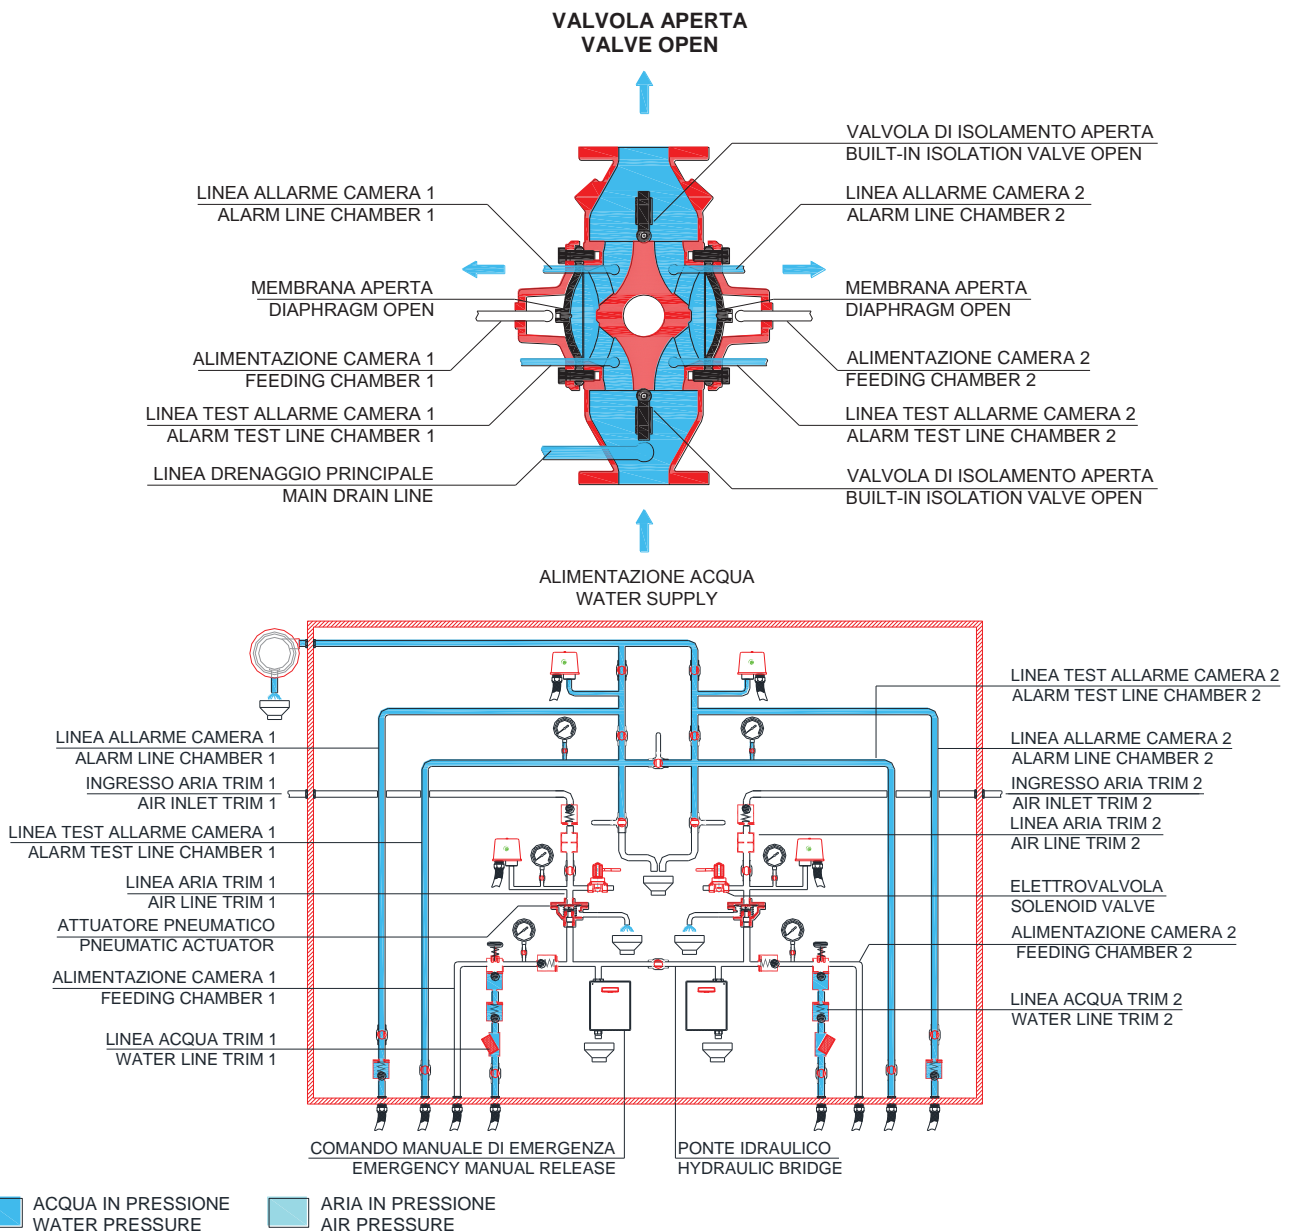 VALVOLA APERTA
VALVE OPEN
VALVOLA DI ISOLAMENTO APERTA
BUILT-IN ISOLATION VALVE OPEN
LINEA ALLARME CAMERA 1
ALARM LINE CHAMBER 1
LINEA ALLARME CAMERA 2
ALARM LINE CHAMBER 2
MEMBRANA APERTA
DIAPHRAGM OPEN
MEMBRANA APERTA
DIAPHRAGM OPEN
ALIMENTAZIONE CAMERA 1
FEEDING CHAMBER 1
ALIMENTAZIONE CAMERA 2
FEEDING CHAMBER 2
LINEA TEST ALLARME CAMERA 1
ALARM TEST LINE CHAMBER 1
LINEA TEST ALLARME CAMERA 2
ALARM TEST LINE CHAMBER 2
LINEA DRENAGGIO PRINCIPALE
MAIN DRAIN LINE
VALVOLA DI ISOLAMENTO APERTA
BUILT-IN ISOLATION VALVE OPEN
ALIMENTAZIONE ACQUA
WATER SUPPLY
LINEA TEST ALLARME CAMERA 2
ALARM TEST LINE CHAMBER 2
LINEA ALLARME CAMERA 1
ALARM LINE CHAMBER 1
LINEA ALLARME CAMERA 2
ALARM LINE CHAMBER 2
INGRESSO ARIA TRIM 1
AIR INLET TRIM 1
INGRESSO ARIA TRIM 2
AIR INLET TRIM 2
LINEA TEST ALLARME CAMERA 1
ALARM TEST LINE CHAMBER 1
LINEA ARIA TRIM 2
AIR LINE TRIM 2
LINEA ARIA TRIM 1
AIR LINE TRIM 1
ELETTROVALVOLA
SOLENOID VALVE
ATTUATORE PNEUMATICO
PNEUMATIC ACTUATOR
ALIMENTAZIONE CAMERA 2
FEEDING CHAMBER 2
ALIMENTAZIONE CAMERA 1
FEEDING CHAMBER 1
LINEA ACQUA TRIM 2
WATER LINE TRIM 2
LINEA ACQUA TRIM 1
WATER LINE TRIM 1
COMANDO MANUALE DI EMERGENZA
EMERGENCY MANUAL RELEASE
PONTE IDRAULICO
HYDRAULIC BRIDGE
ACQUA IN PRESSIONE
WATER PRESSURE
ARIA IN PRESSIONE
AIR PRESSURE